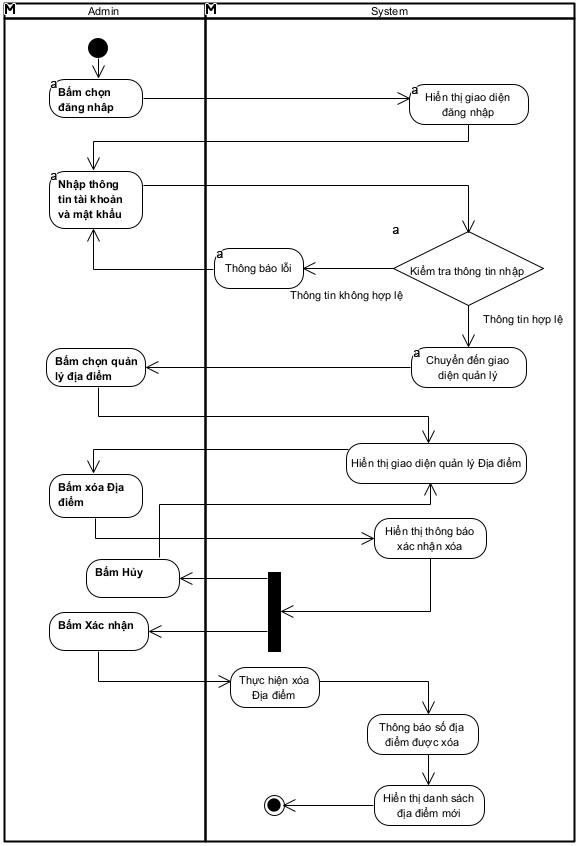 M Admin
M System
a
Bấm chọn
đăng nhâp
a
Hiển thị giao diện
đăng nhập
a
Nhập thông
tin tài khoản
và mật khẩu
a
Kiểm tra thông tin nhập
a
Thông báo lỗi
Thông tin không hợp lệ
Thông tin hợp lệ
Bấm chọn quản
lý địa điểm
a
Chuyển đến giao
diện quản lý
Hiển thị giao diện quản lý Địa điểm
Bấm xóa Địa
điểm
Hiển thị thông báo
xác nhận xóa
Bấm Hủy
Bấm Xác nhận
Thực hiện xóa
Địa điểm
Thông báo số địa
điểm được xóa
Hiển thị danh sách
địa điểm mới